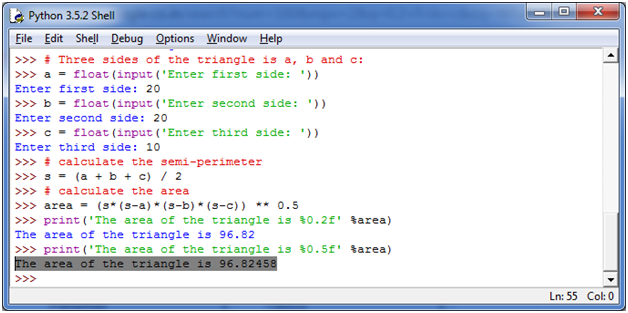 Python 3.5.2 Shell
File Edit Shell Debug Options Window Help
>>> # Three sides of the triangle is a, b and c:
>>> a = float(input('Enter first side: '))
Enter first side: 20
>>> b = float(input('Enter second side: '))
Enter second side: 20
>>> c = float(input('Enter third side: '))
Enter third side: 10
>>> # calculate the semi-perimeter
>>> s = (a + b + c) / 2
>>> # calculate the area
>>> area = (s*(s-a)*(s-b)*(s-c)) ** 0.5
>>> print('The area of the triangle is %0.2f' %area)
The area of the triangle is 96.82
>>> print('The area of the triangle is %0.5f' %area)
The area of the triangle is 96.82458
>>>
Ln: 55 Col: 0